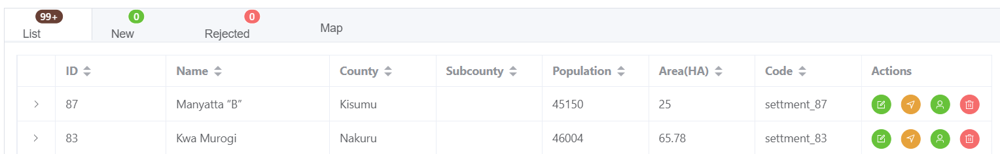 99+ 0 0
List New Rejected Map
ID Name County Subcounty Population Area(HA) Code Actions
87 Manyatta “B” Kisumu 45150 25 settment_87
83 Kwa Murogi Nakuru 46004 65.78 settment_83